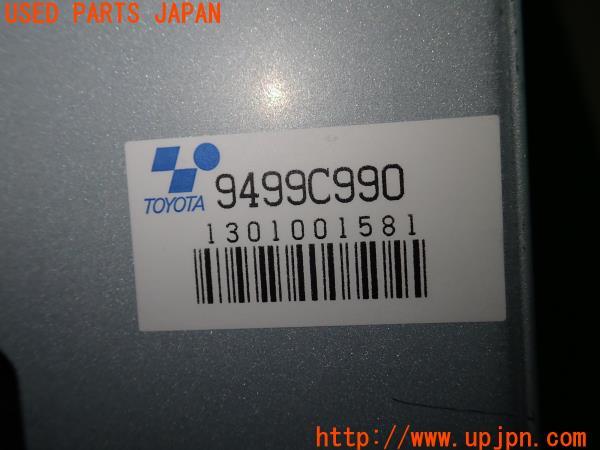 USED PARTS JAPAN
TOYOTA 9499C990
1301001581
http://www.upjpn.com